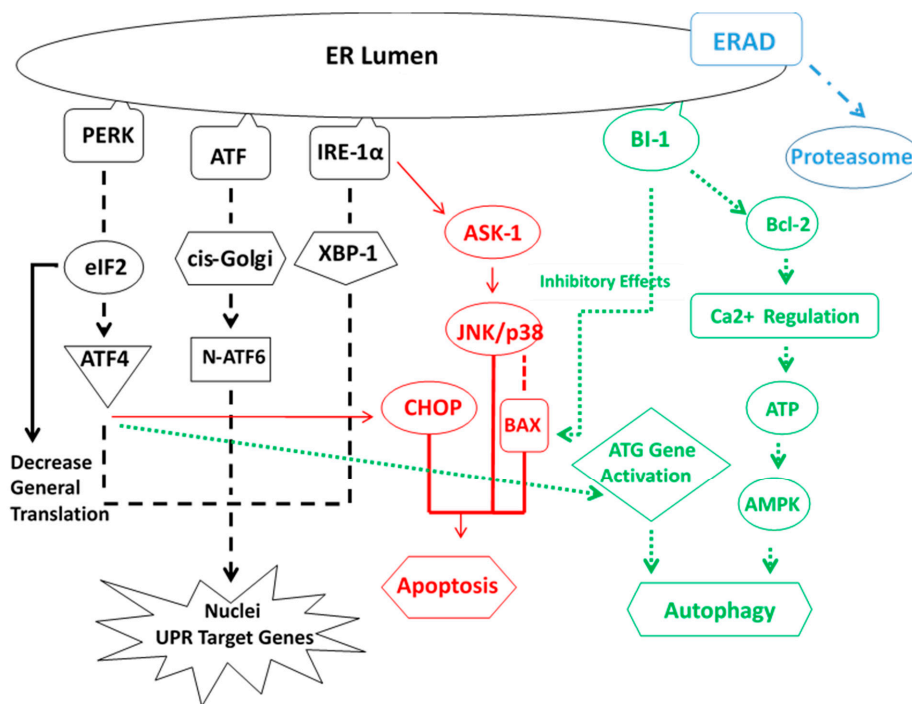 ER Lumen
ERAD
PERK
ATF
IRE-1α
BI-1
Proteasome
ASK-1
Bcl-2
eIF2
cis-Golgi
XBP-1
Inhibitory Effects
Ca2+ Regulation
JNK/p38
ATF4
N-ATF6
CHOP
BAX
ATP
ATG Gene
Activation
Decrease
General
Translation
AMPK
Apoptosis
Autophagy
Nuclei
UPR Target Genes